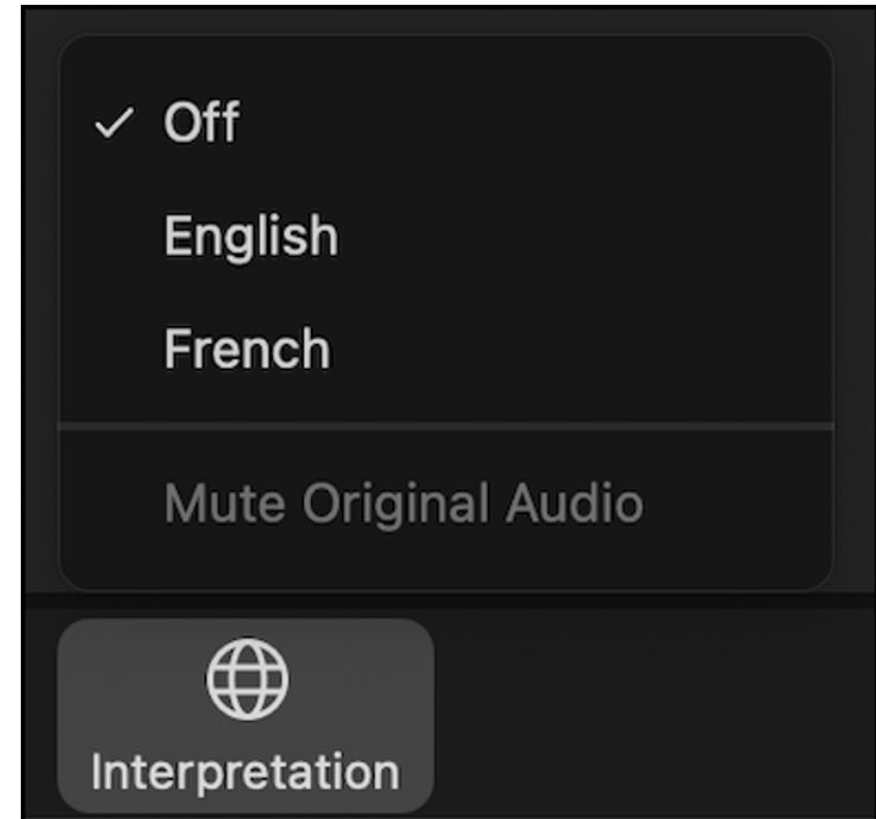 Off
English
French
Mute Original Audio
Interpretation